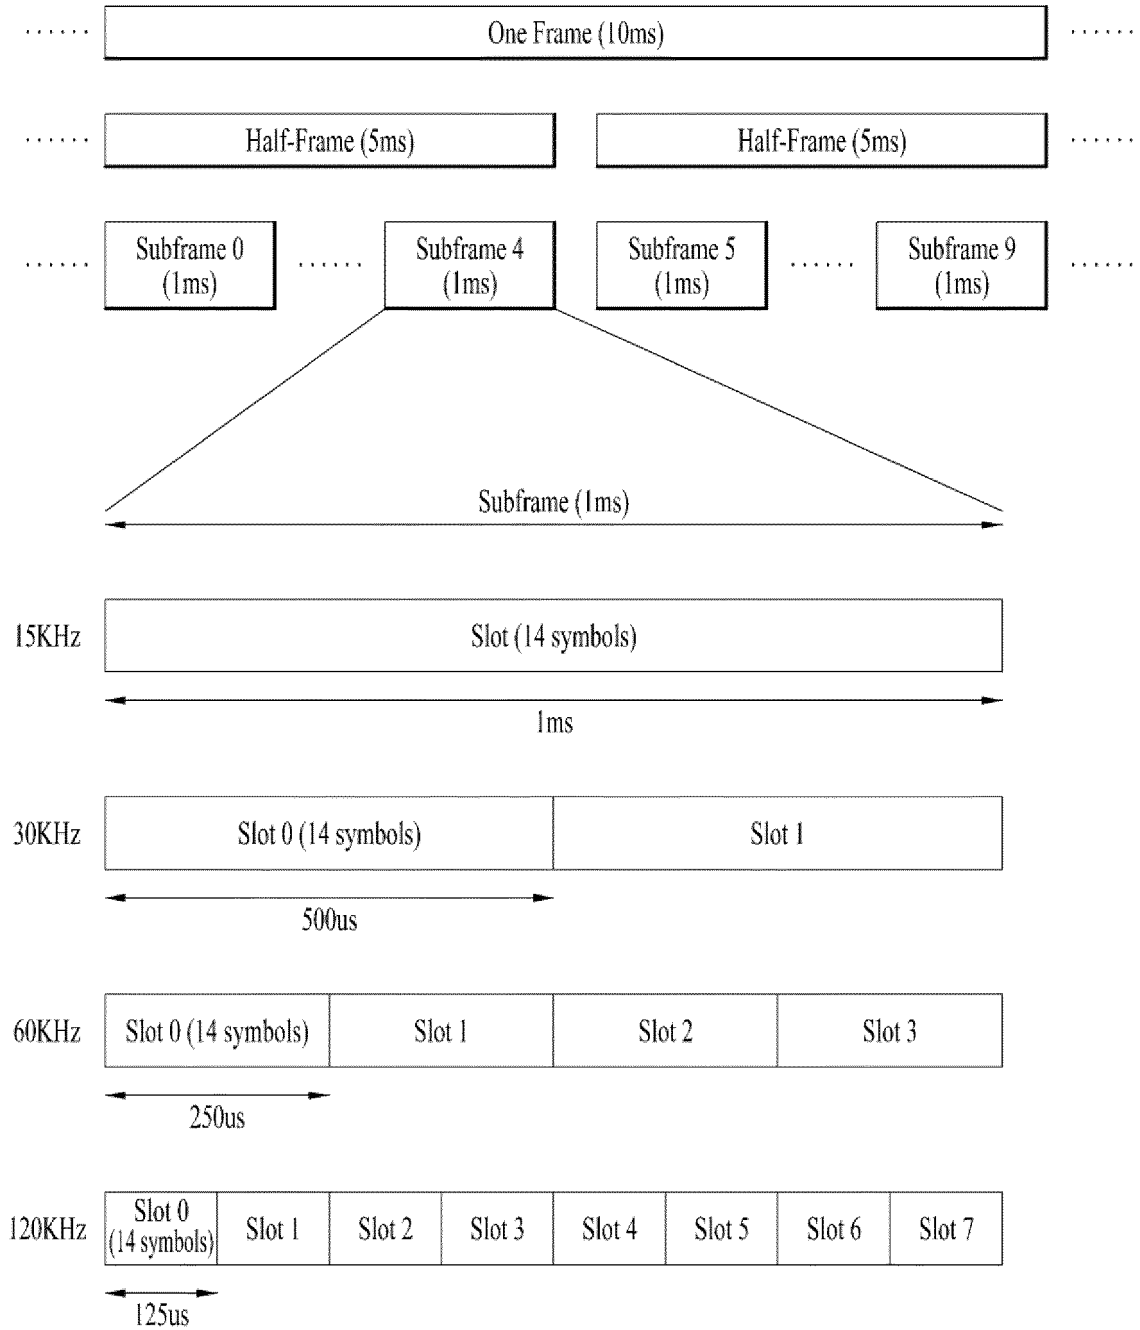 ...... One Frame (10ms) ......
...... Half-Frame (5ms) Half-Frame (5ms) ......
...... Subframe 0 ...... Subframe 4 Subframe 5 ...... Subframe 9 ......
(1ms) (1ms) (1ms) (1ms)
Subframe (1ms)
15KHz Slot (14 symbols)
1ms
30KHz Slot 0 (14 symbols) Slot 1
500us
60KHz Slot 0 (14 symbols) Slot 1 Slot 2 Slot 3
250us
120KHz Slot 0 (14 symbols) Slot 1 Slot 2 Slot 3 Slot 4 Slot 5 Slot 6 Slot 7
125us